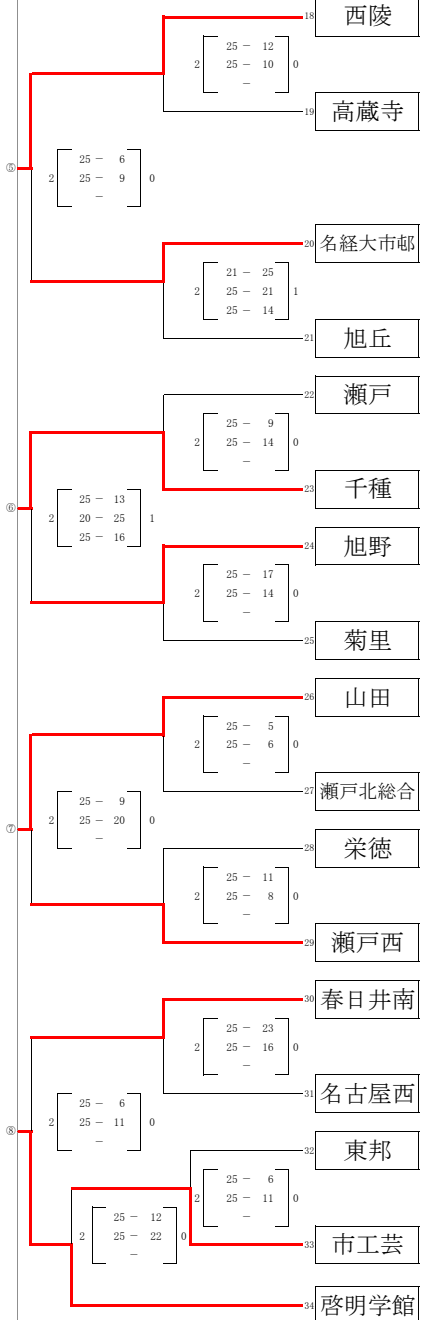 18 西陵
25 － 12
2 25 － 10 0
－
19 高蔵寺
⑤
25 － 6
2 25 － 9 0
－
20 名経大市邨
21 － 25
2 25 － 21 1
25 － 14
21 旭丘
22 瀬戸
25 － 9
2 25 － 14 0
－
23 千種
⑥
25 － 13
2 20 － 25 1
25 － 16
24 旭野
25 － 17
2 25 － 14 0
－
25 菊里
26 山田
25 － 5
2 25 － 6 0
－
27 瀬戸北総合
⑦
25 － 9
2 25 － 20 0
－
28 栄徳
25 － 11
2 25 － 8 0
－
29 瀬戸西
30 春日井南
25 － 23
2 25 － 16 0
－
31 名古屋西
⑧
25 － 6
2 25 － 11 0
－
32 東邦
25 － 6
2 25 － 11 0
－
33 市工芸
25 － 12
2 25 － 22 0
－
34 啓明学館